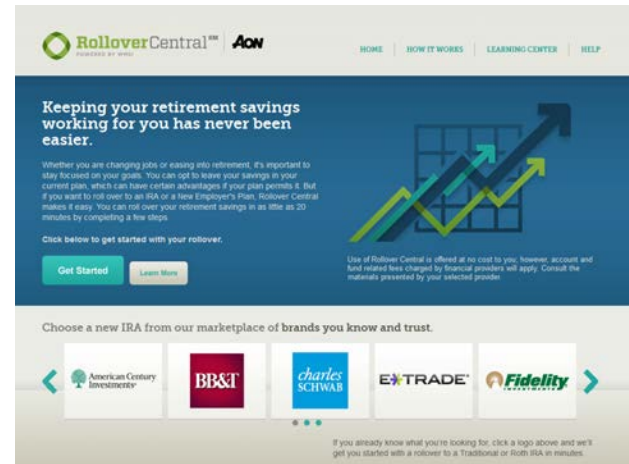 RolloverCentral℠ AON
POWERED BY WMSI
HOME HOW IT WORKS LEARNING CENTER HELP
Keeping your retirement savings
working for you has never been
easier.
Whether you are changing jobs or easing into retirement, it's important to
stay focused on your goals. You can opt to leave your savings in your
current plan, which can have certain advantages if your plan permits it. But
if you want to roll over to an IRA or a New Employer's Plan, Rollover Central
makes it easy. You can roll over your retirement savings in as little as 20
minutes by completing a few steps.
Click below to get started with your rollover.
Get Started
Learn More
Use of Rollover Central is offered at no cost to you; however, account and
fund related fees charged by financial providers will apply. Consult the
materials presented by your selected provider.
Choose a new IRA from our marketplace of brands you know and trust.
American Century
Investments®
BB&T
charles
SCHWAB
E*TRADE®
Fidelity
INVESTMENTS
If you already know what you're looking for, click a logo above and we'll
get you started with a rollover to a Traditional or Roth IRA in minutes.